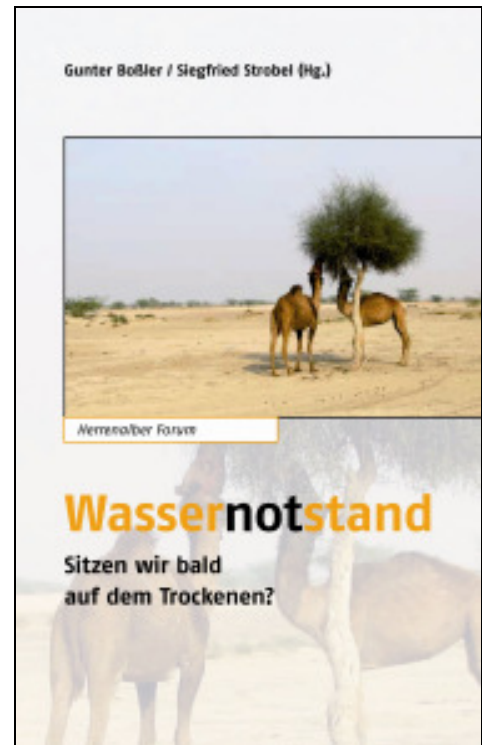 Gunter Boßler / Siegfried Strobel (Hg.)
Herrenalber Forum
Wassernotstand
Sitzen wir bald
auf dem Trockenen?